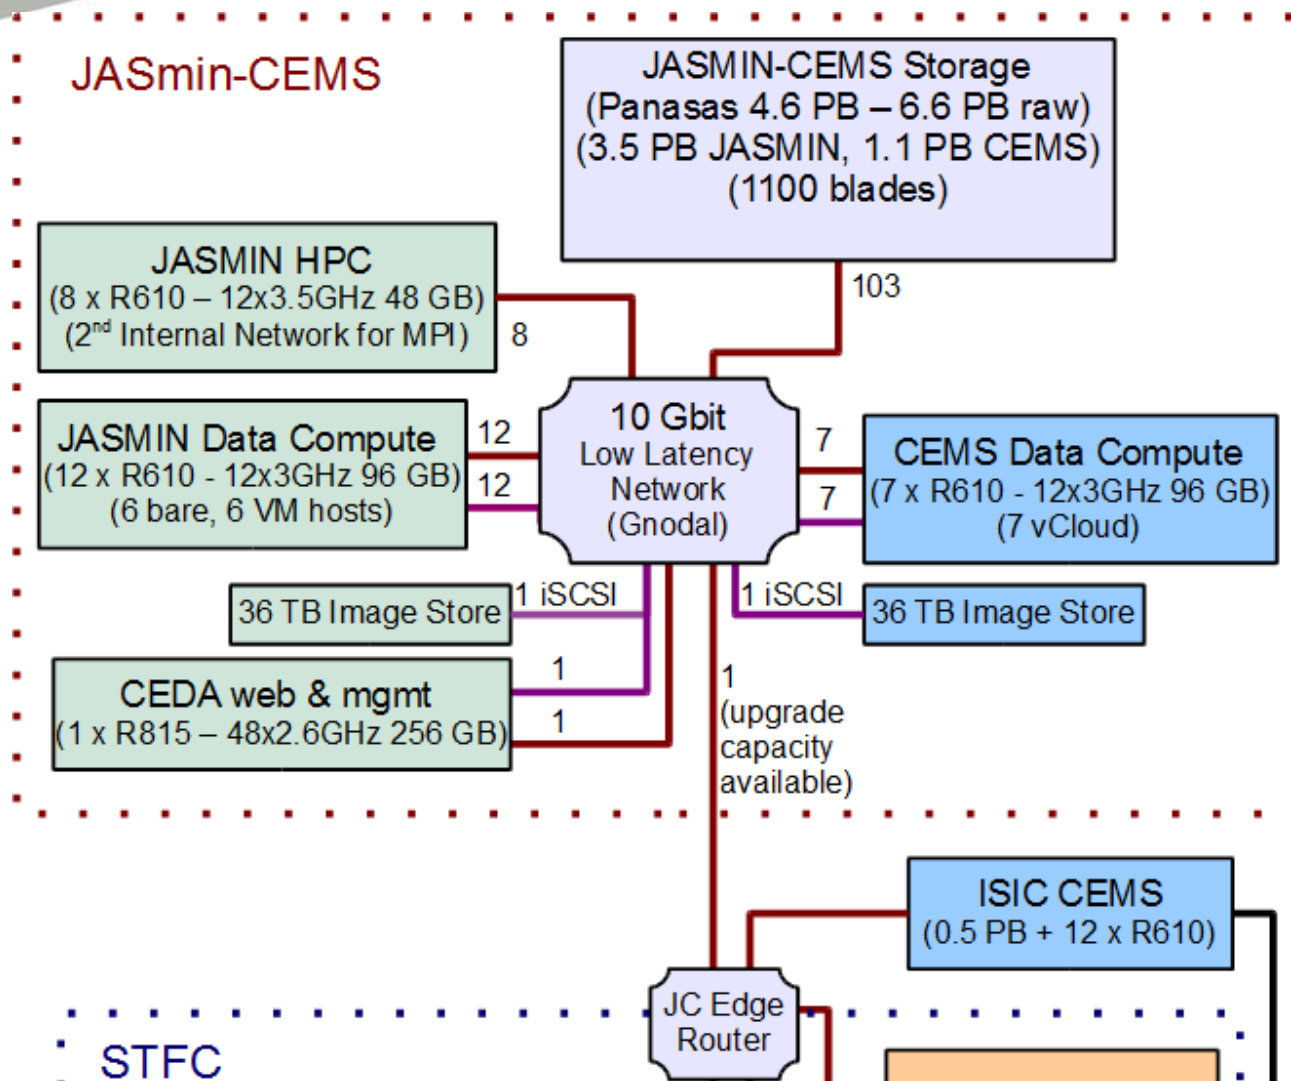 JASmin-CEMS
JASMIN-CEMS Storage
(Panasas 4.6 PB – 6.6 PB raw)
(3.5 PB JASMIN, 1.1 PB CEMS)
(1100 blades)
103
JASMIN HPC
(8 x R610 – 12x3.5GHz 48 GB)
(2nd Internal Network for MPI)
8
10 Gbit
Low Latency
Network
(Gnodal)
JASMIN Data Compute
(12 x R610 - 12x3GHz 96 GB)
(6 bare, 6 VM hosts)
12
12
7
7
CEMS Data Compute
(7 x R610 - 12x3GHz 96 GB)
(7 vCloud)
36 TB Image Store
1 iSCSI
1 iSCSI
36 TB Image Store
CEDA web & mgmt
(1 x R815 – 48x2.6GHz 256 GB)
1
1
1
(upgrade
capacity
available)
ISIC CEMS
(0.5 PB + 12 x R610)
JC Edge
Router
STFC